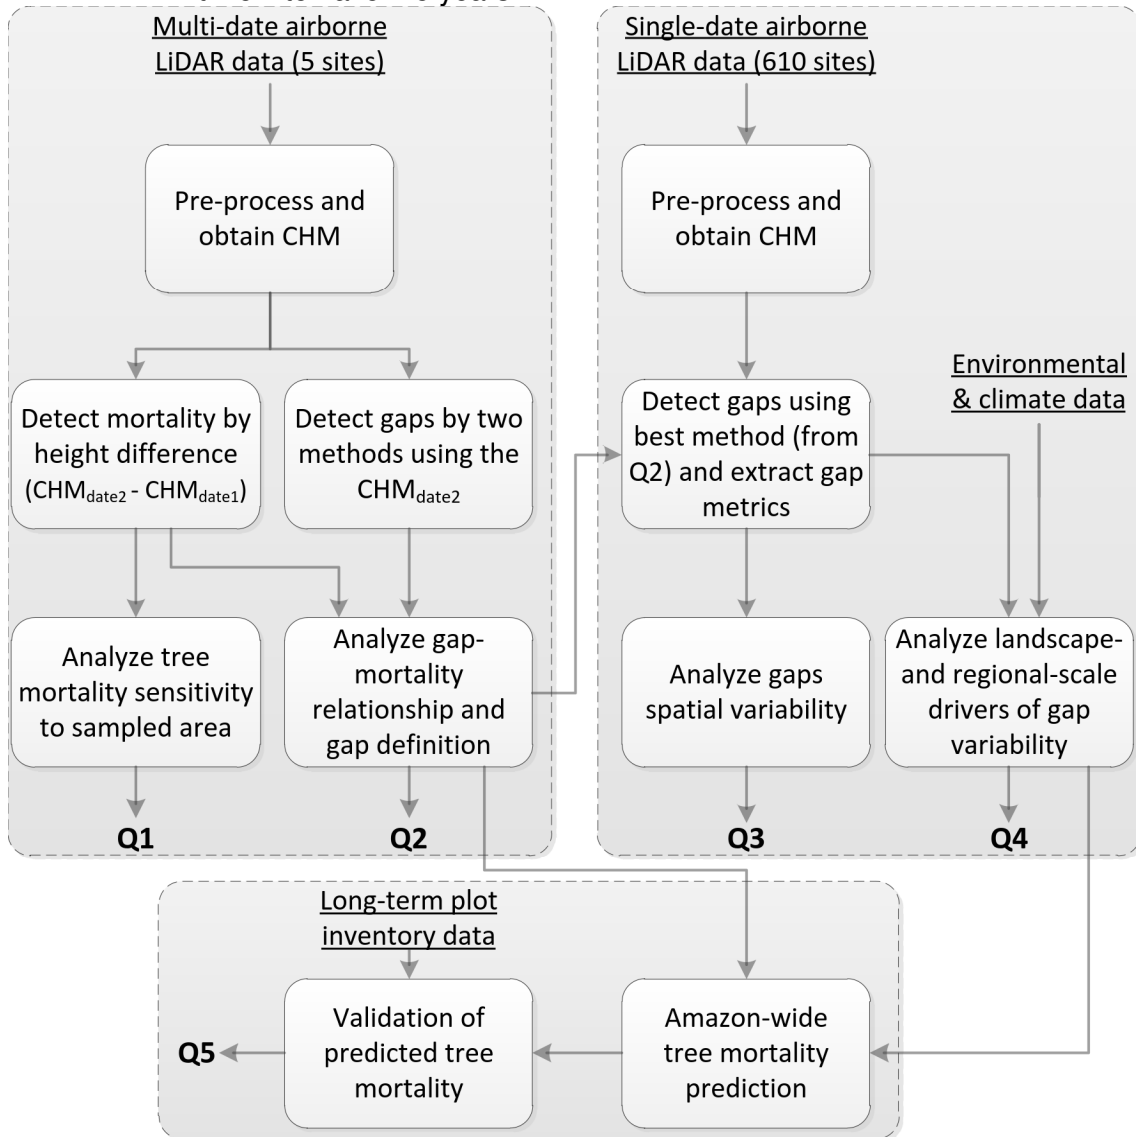 Multi-date airborne
LiDAR data (5 sites)
Pre-process and
obtain CHM
Detect mortality by
height difference
(CHMdate2 - CHMdate1)
Detect gaps by two
methods using the
CHMdate2
Analyze tree
mortality sensitivity
to sampled area
Analyze gap-
mortality
relationship and
gap definition
Q1
Q2
Single-date airborne
LiDAR data (610 sites)
Pre-process and
obtain CHM
Environmental
& climate data
Detect gaps using
best method (from
Q2) and extract gap
metrics
Analyze gaps
spatial variability
Analyze landscape-
and regional-scale
drivers of gap
variability
Q3
Q4
Long-term plot
inventory data
Validation of
predicted tree
mortality
Amazon-wide
tree mortality
prediction
Q5